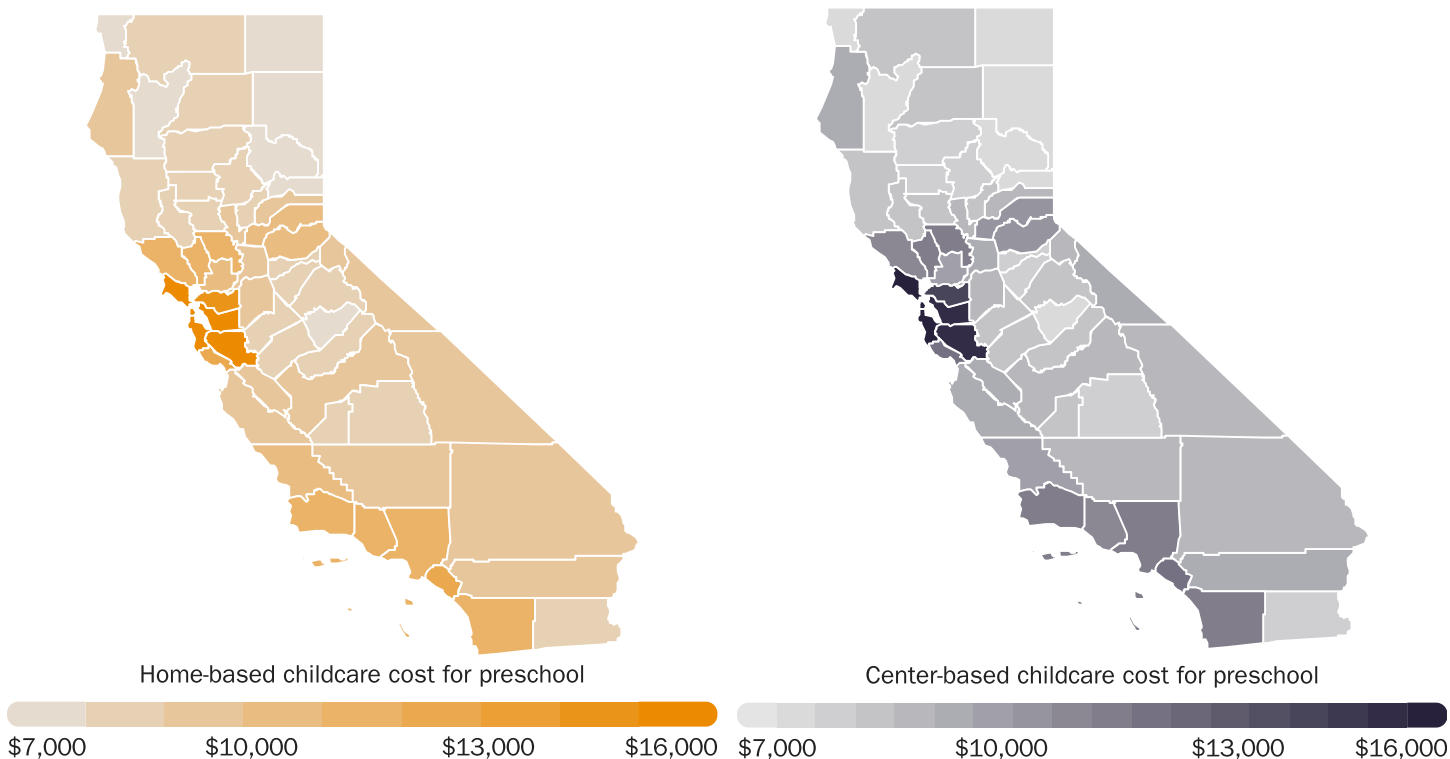 Home-based childcare cost for preschool
$7,000 $10,000 $13,000 $16,000
Center-based childcare cost for preschool
$7,000 $10,000 $13,000 $16,000